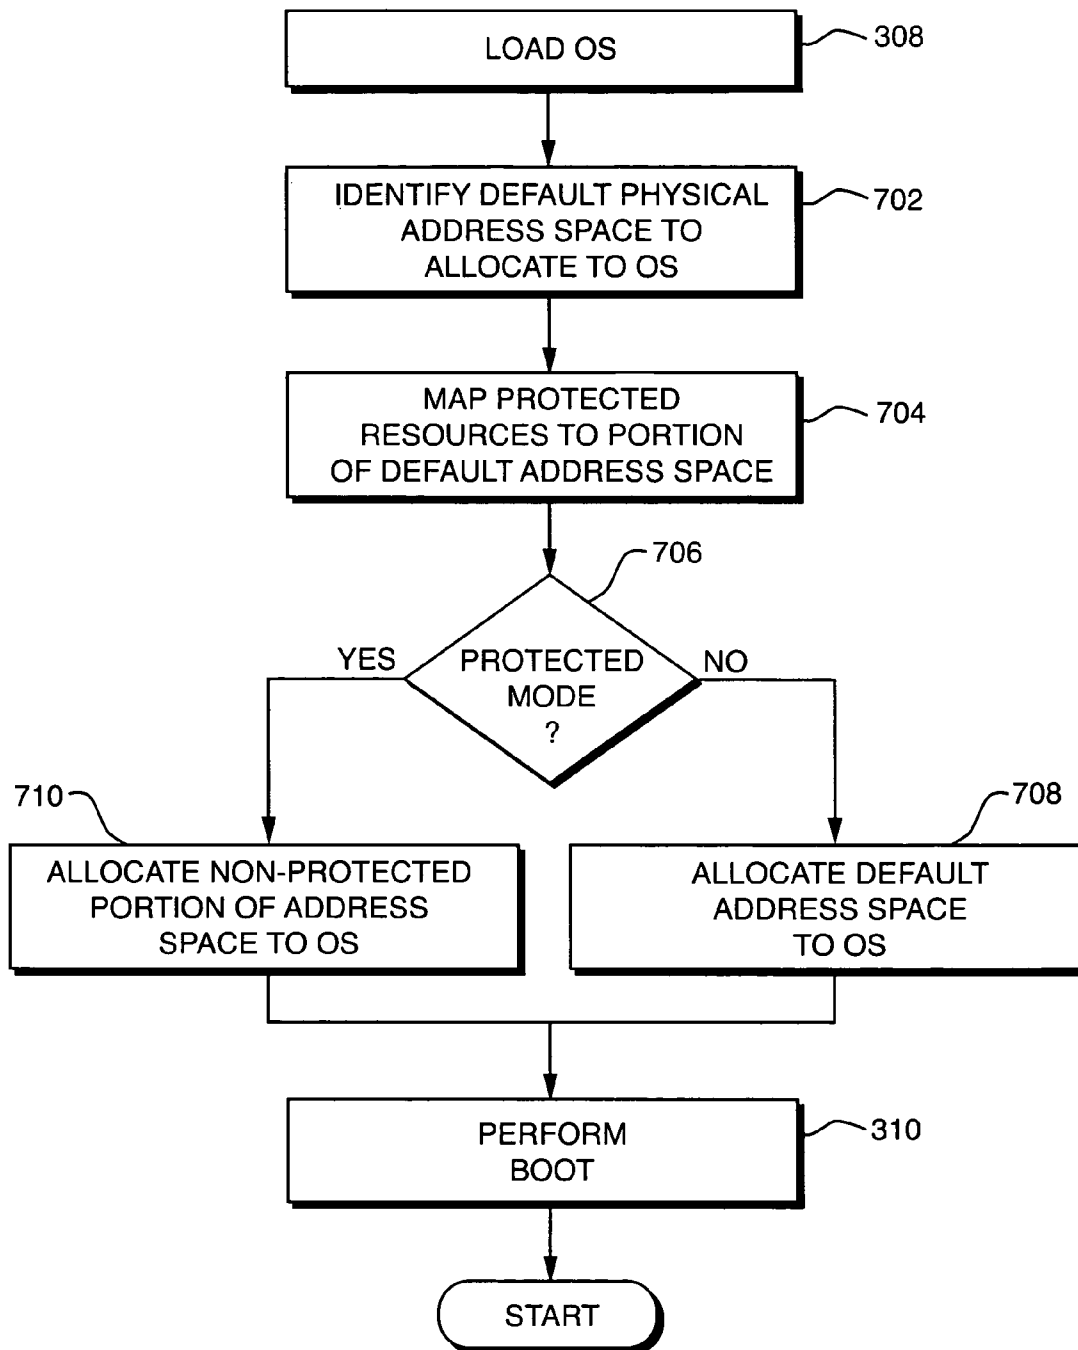 LOAD OS
308
IDENTIFY DEFAULT PHYSICAL
ADDRESS SPACE TO
ALLOCATE TO OS
702
MAP PROTECTED
RESOURCES TO PORTION
OF DEFAULT ADDRESS SPACE
704
706
YES
PROTECTED
MODE
?
NO
710
708
ALLOCATE NON-PROTECTED
PORTION OF ADDRESS
SPACE TO OS
ALLOCATE DEFAULT
ADDRESS SPACE
TO OS
PERFORM
BOOT
310
START